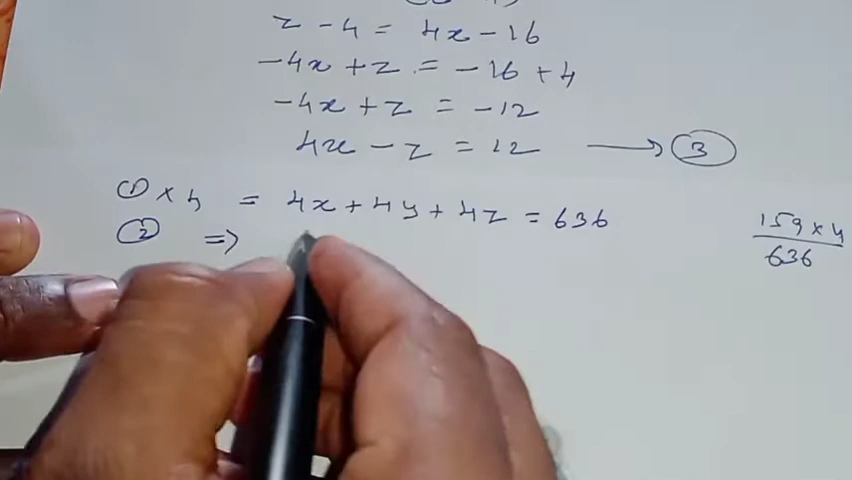 z - 4 = 4x - 16
-4x + z = -16 + 4
-4x + z = -12
4x - z = 12 → ③
① × 4 = 4x + 4y + 4z = 636
② ⇒
159 × 4
636